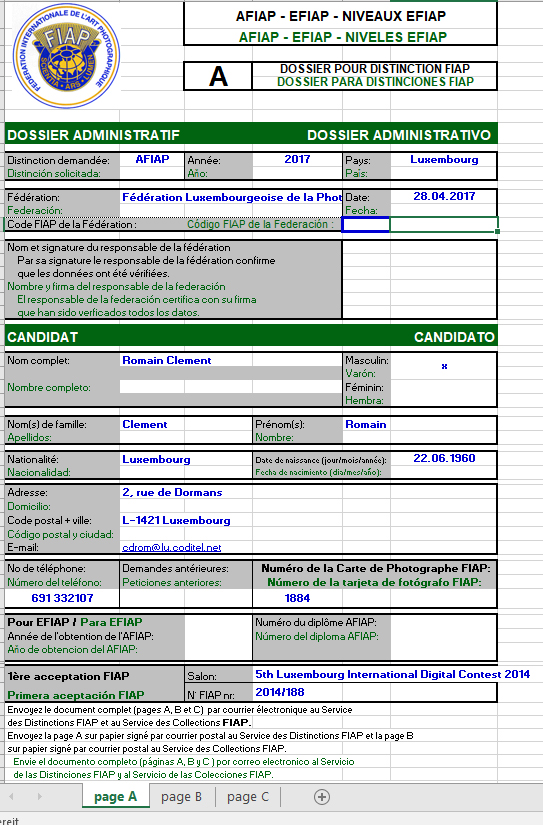 FEDERATION INTERNATIONALE DE L'ART PHOTOGRAPHIQUE
FIAP
SCIENTIA - ARS - LUMEN
AFIAP - EFIAP - NIVEAUX EFIAP
AFIAP - EFIAP - NIVELES EFIAP
A
DOSSIER POUR DISTINCTION FIAP
DOSSIER PARA DISTINCIONES FIAP
DOSSIER ADMINISTRATIF DOSSIER ADMINISTRATIVO
Distinction demandée: AFIAP Année: 2017 Pays: Luxembourg
Distinción solicitada: Año: País:
Fédération: Fédération Luxembourgeoise de la Phot Date: 28.04.2017
Federación: Fecha:
Code FIAP de la Fédération : Código FIAP de la Federación :
Nom et signature du responsable de la fédération
Par sa signature le responsable de la fédération confirme
que les données ont été vérifiées.
Nombre y firma del responsable de la federación
El responsable de la federación certifica con su firma
que han sido verficados todos los datos.
CANDIDAT CANDIDATO
Nom complet: Romain Clement Masculin: x
Varón:
Nombre completo: Féminin:
Hembra:
Nom(s) de famille: Clement Prénom(s): Romain
Apellidos: Nombre:
Nationalité: Luxembourg Date de naissance (jour/mois/année): 22.06.1960
Nacionalidad: Fecha de nacimiento (dia/mes/año):
Adresse: 2, rue de Dormans
Domicilio:
Code postal + ville: L-1421 Luxembourg
Código postal y ciudad:
E-mail: cdrom@lu.coditel.net
No de téléphone: Demandes antérieures: Numéro de la Carte de Photographe FIAP:
Número del teléfono: Peticiones anteriores: Número de la tarjeta de fotógrafo FIAP:
691 332107 1884
Pour EFIAP / Para EFIAP Numéro du diplôme AFIAP:
Année de l'obtention de l'AFIAP: Número del diploma AFIAP:
Año de obtencion del AFIAP:
1ère acceptation FIAP Salon: 5th Luxembourg International Digital Contest 2014
Primera aceptación FIAP N° FIAP nr: 2014/188
Envoyez le document complet (pages A, B et C) par courrier électronique au Service
des Distinctions FIAP et au Service des Collections FIAP.
Envoyez la page A sur papier signé par courrier postal au Service des Distinctions FIAP et la page B
sur papier signé par courrier postal au Service des Collections FIAP.
Envie el documento completo (páginas A, B y C ) por correo electronico al Servicio
de las Distinciones FIAP y al Servicio de las Colecciones FIAP.
page A page B page C
ereit